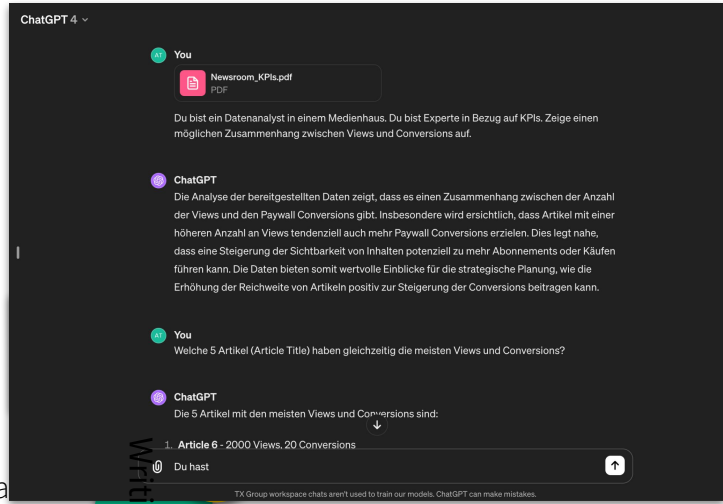 ChatGPT 4
AT You
Newsroom_KPIs.pdf
PDF
Du bist ein Datenanalyst in einem Medienhaus. Du bist Experte in Bezug auf KPIs. Zeige einen
möglichen Zusammenhang zwischen Views und Conversions auf.
ChatGPT
Die Analyse der bereitgestellten Daten zeigt, dass es einen Zusammenhang zwischen der Anzahl
der Views und den Paywall Conversions gibt. Insbesondere wird ersichtlich, dass Artikel mit einer
höheren Anzahl an Views tendenziell auch mehr Paywall Conversions erzielen. Dies legt nahe,
dass eine Steigerung der Sichtbarkeit von Inhalten potenziell zu mehr Abonnements oder Käufen
führen kann. Die Daten bieten somit wertvolle Einblicke für die strategische Planung, wie die
Erhöhung der Reichweite von Artikeln positiv zur Steigerung der Conversions beitragen kann.
AT You
Welche 5 Artikel (Article Title) haben gleichzeitig die meisten Views und Conversions?
ChatGPT
Die 5 Artikel mit den meisten Views und Conversions sind:
1. Article 6 - 2000 Views, 20 Conversions
Du hast
TX Group workspace chats aren't used to train our models. ChatGPT can make mistakes.
a
Writi